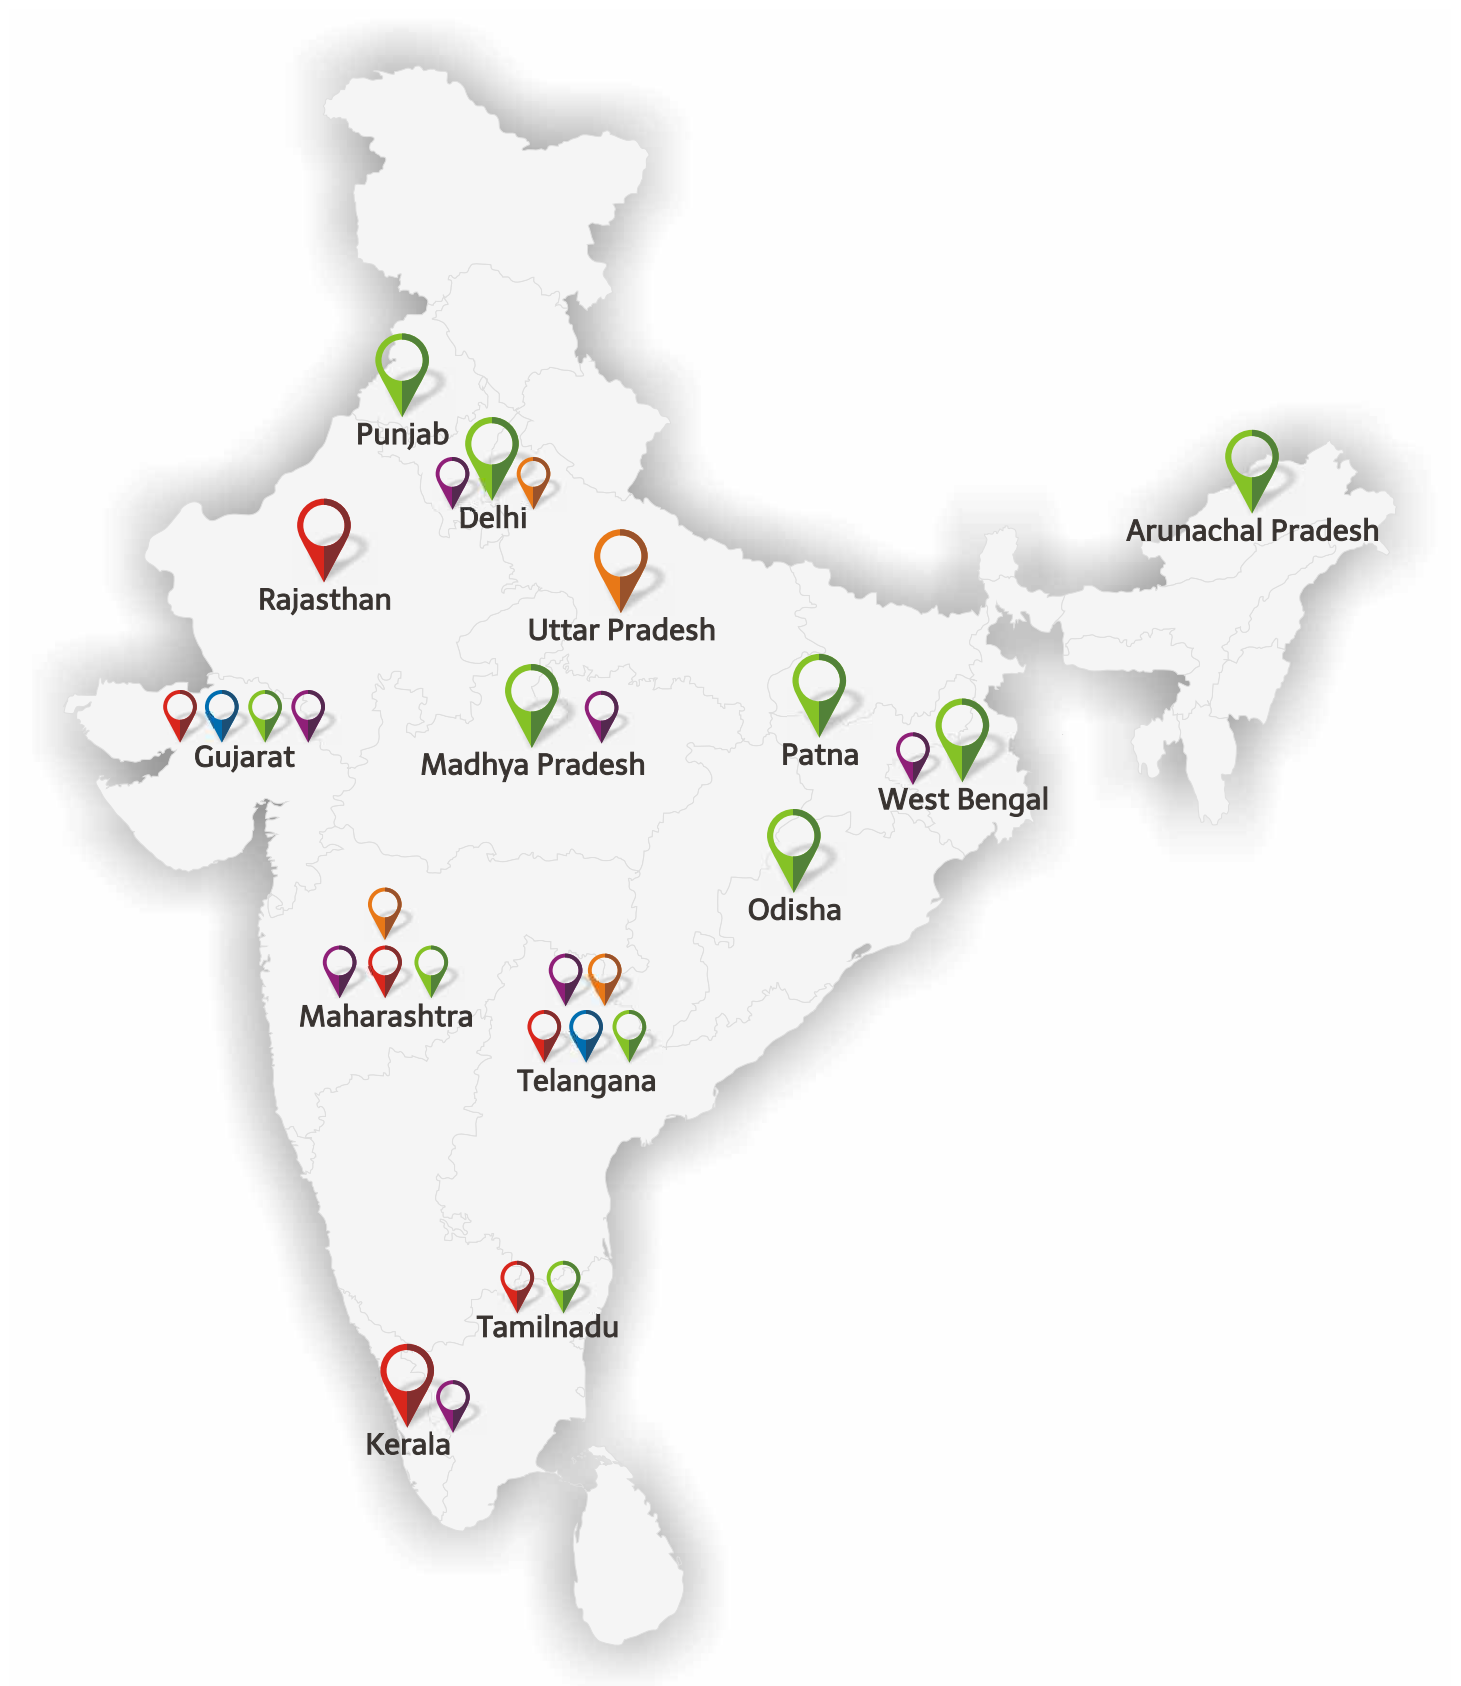 Punjab
Delhi
Arunachal Pradesh
Rajasthan
Uttar Pradesh
Gujarat
Madhya Pradesh
Patna
West Bengal
Odisha
Maharashtra
Telangana
Tamilnadu
Kerala